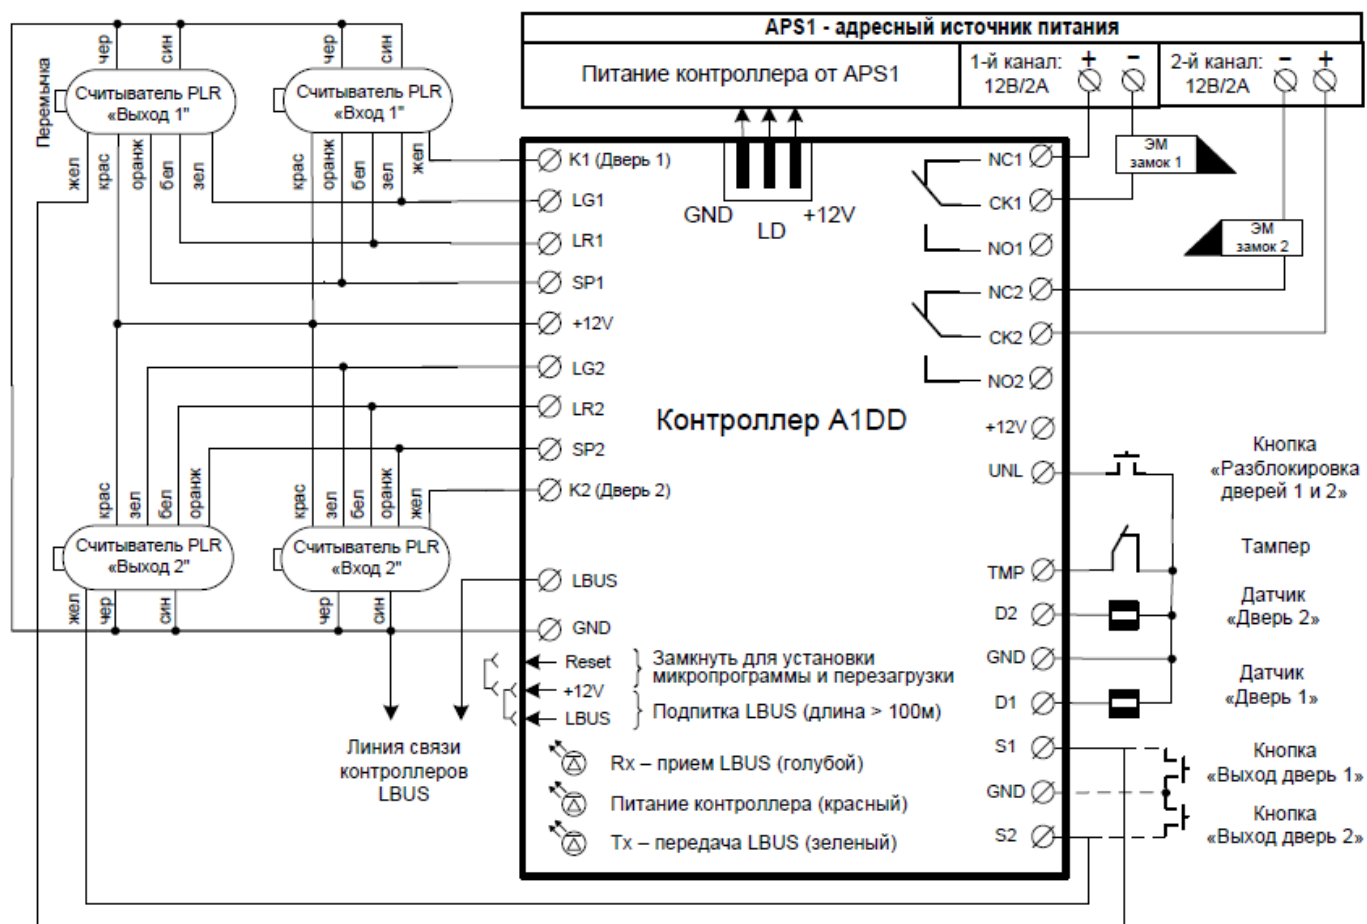 APS1 - адресный источник питания
Питание контроллера от APS1
1-й канал:
12В/2А
+
−
2-й канал:
12В/2А
−
+
Перемычка
чер
син
чер
син
Считыватель PLR
«Выход 1"
Считыватель PLR
«Вход 1"
жел
крас
оранж
бел
зел
крас
оранж
бел
зел
жел
K1 (Дверь 1)
LG1
LR1
SP1
+12V
LG2
LR2
SP2
K2 (Дверь 2)
LBUS
GND
GND
LD
+12V
NC1
CK1
NO1
NC2
CK2
NO2
+12V
UNL
TMP
D2
GND
D1
S1
GND
S2
ЭМ
замок 1
ЭМ
замок 2
Контроллер A1DD
крас
зел
бел
оранж
крас
зел
бел
оранж
жел
Считыватель PLR
«Выход 2"
Считыватель PLR
«Вход 2"
жел
чер
син
чер
син
Reset
+12V
LBUS
Замкнуть для установки
микропрограммы и перезагрузки
Подпитка LBUS (длина > 100м)
Линия связи
контроллеров
LBUS
Rx – прием LBUS (голубой)
Питание контроллера (красный)
Tx – передача LBUS (зеленый)
Кнопка
«Разблокировка
дверей 1 и 2»
Тампер
Датчик
«Дверь 2»
Датчик
«Дверь 1»
Кнопка
«Выход дверь 1»
Кнопка
«Выход дверь 2»